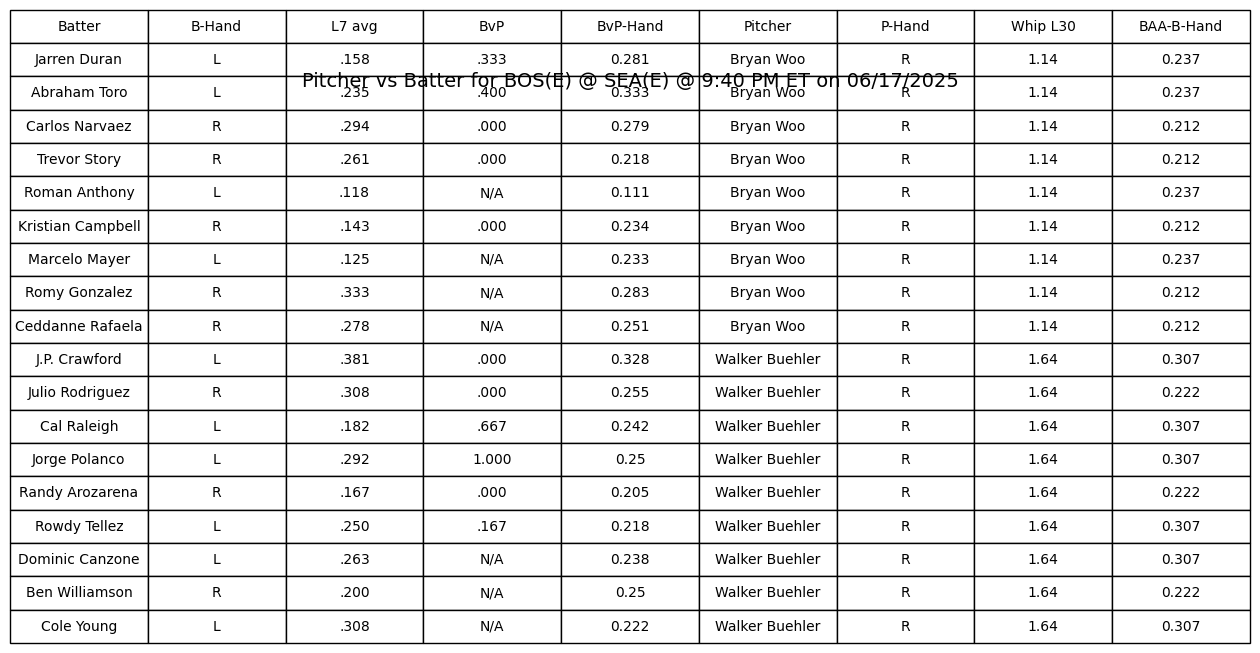 Batter B-Hand L7 avg BvP BvP-Hand Pitcher P-Hand Whip L30 BAA-B-Hand
Jarren Duran L .158 .333 0.281 Bryan Woo R 1.14 0.237
Pitcher vs Batter for BOS(E) @ SEA(E) @ 9:40 PM ET on 06/17/2025
Abraham Toro L .235 .400 0.333 Bryan Woo R 1.14 0.237
Carlos Narvaez R .294 .000 0.279 Bryan Woo R 1.14 0.212
Trevor Story R .261 .000 0.218 Bryan Woo R 1.14 0.212
Roman Anthony L .118 N/A 0.111 Bryan Woo R 1.14 0.237
Kristian Campbell R .143 .000 0.234 Bryan Woo R 1.14 0.212
Marcelo Mayer L .125 N/A 0.233 Bryan Woo R 1.14 0.237
Romy Gonzalez R .333 N/A 0.283 Bryan Woo R 1.14 0.212
Ceddanne Rafaela R .278 N/A 0.251 Bryan Woo R 1.14 0.212
J.P. Crawford L .381 .000 0.328 Walker Buehler R 1.64 0.307
Julio Rodriguez R .308 .000 0.255 Walker Buehler R 1.64 0.222
Cal Raleigh L .182 .667 0.242 Walker Buehler R 1.64 0.307
Jorge Polanco L .292 1.000 0.25 Walker Buehler R 1.64 0.307
Randy Arozarena R .167 .000 0.205 Walker Buehler R 1.64 0.222
Rowdy Tellez L .250 .167 0.218 Walker Buehler R 1.64 0.307
Dominic Canzone L .263 N/A 0.238 Walker Buehler R 1.64 0.307
Ben Williamson R .200 N/A 0.25 Walker Buehler R 1.64 0.222
Cole Young L .308 N/A 0.222 Walker Buehler R 1.64 0.307